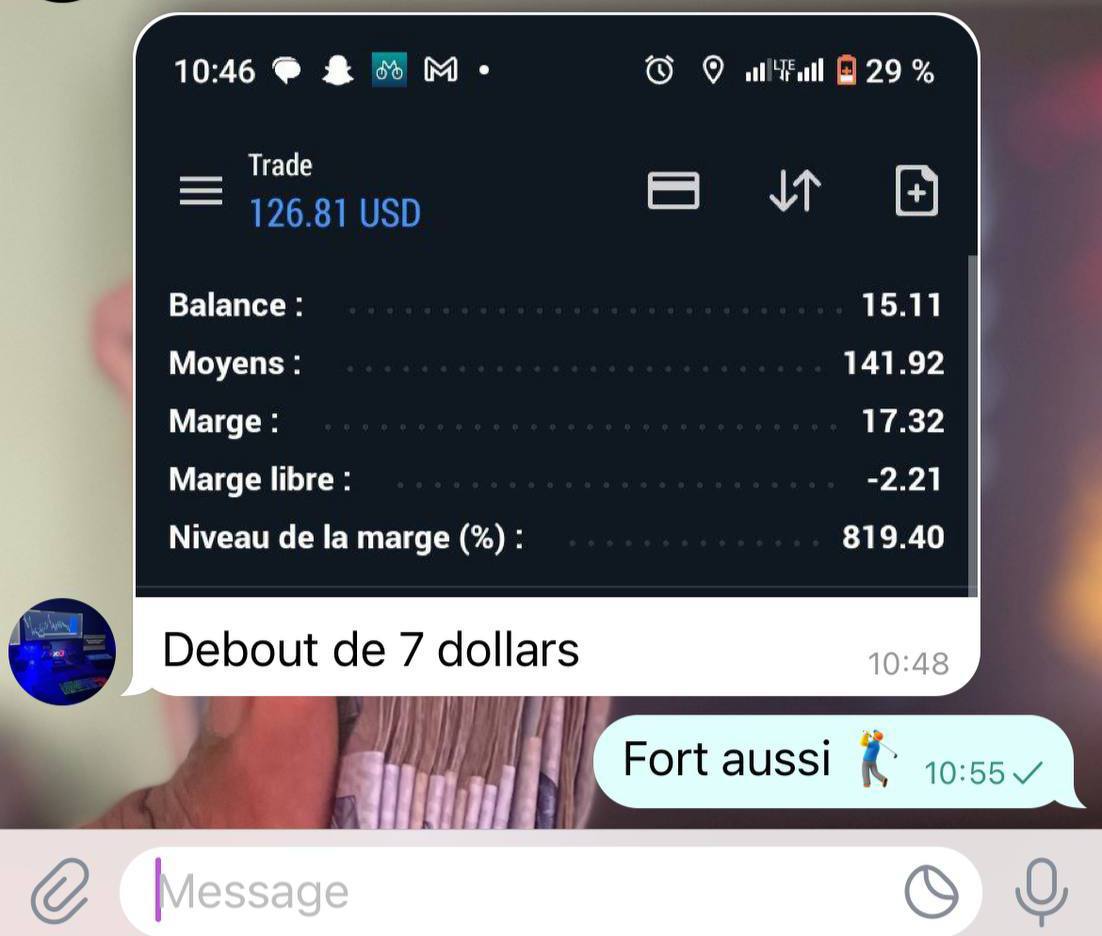 10:46 LTE 29 %
Trade
126.81 USD
Balance : 15.11
Moyens : 141.92
Marge : 17.32
Marge libre : -2.21
Niveau de la marge (%) : 819.40
Debout de 7 dollars
10:48
Fort aussi 🏌️ 10:55
Message